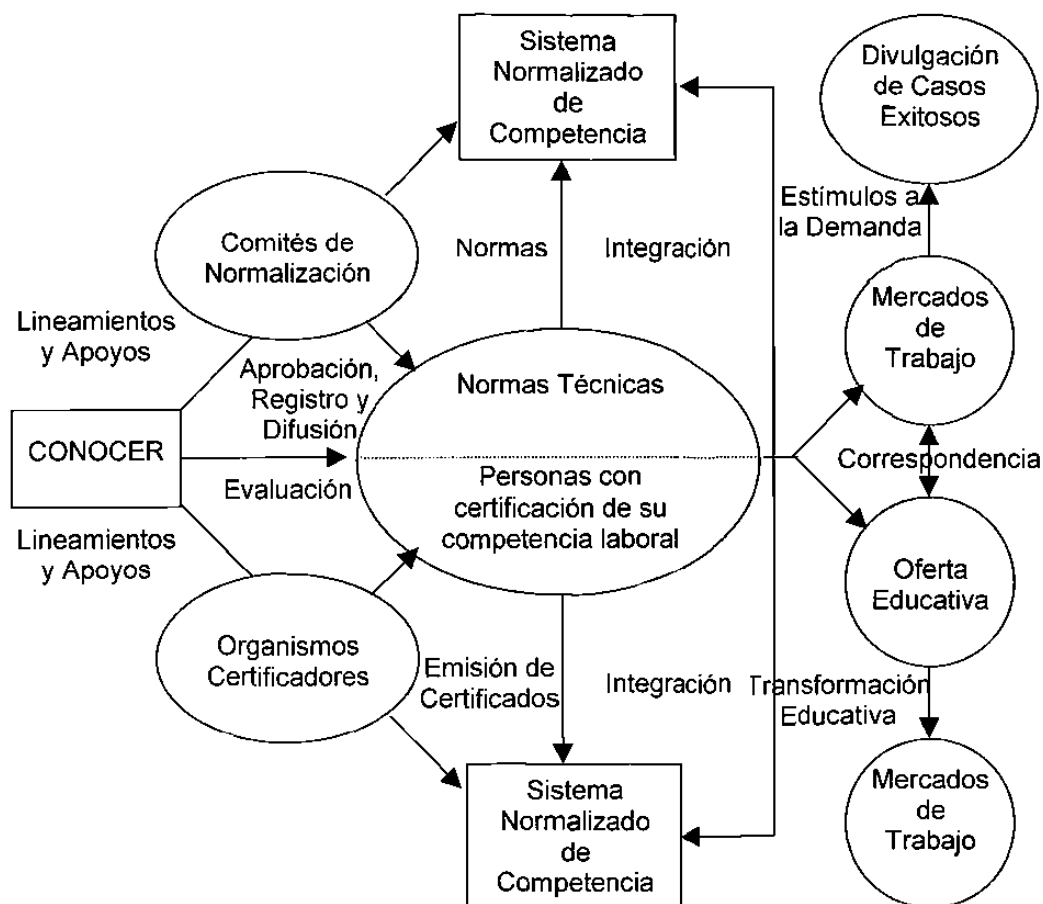 Sistema
Normalizado
de
Competencia
Divulgación
de Casos
Exitosos
Estímulos a
la Demanda
Comités de
Normalización
Normas
Integración
Mercados
de
Trabajo
Lineamientos
y Apoyos
Aprobación,
Registro y
Difusión
Normas Técnicas
CONOCER
Correspondencia
Evaluación
Personas con
certificación de su
competencia laboral
Lineamientos
y Apoyos
Oferta
Educativa
Organismos
Certificadores
Emisión de
Certificados
Integración
Transformación
Educativa
Sistema
Normalizado
de
Competencia
Mercados
de
Trabajo